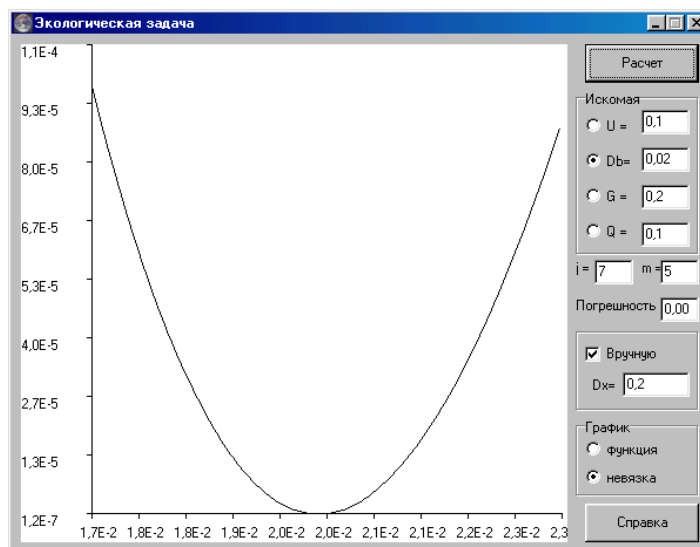 Экологическая задача
1,1E-4
9,3E-5
8,0E-5
6,7E-5
5,3E-5
4,0E-5
2,7E-5
1,3E-5
1,2E-7
1,7E-2 1,8E-2 1,8E-2 1,9E-2 2,0E-2 2,0E-2 2,1E-2 2,1E-2 2,2E-2 2,3E-2 2,3
Расчет
Искомая
U = 0,1
Db= 0,02
G = 0,2
Q = 0,1
i = 7 m = 5
Погрешность 0,00
Вручную
Dx= 0,2
График
функция
невязка
Справка